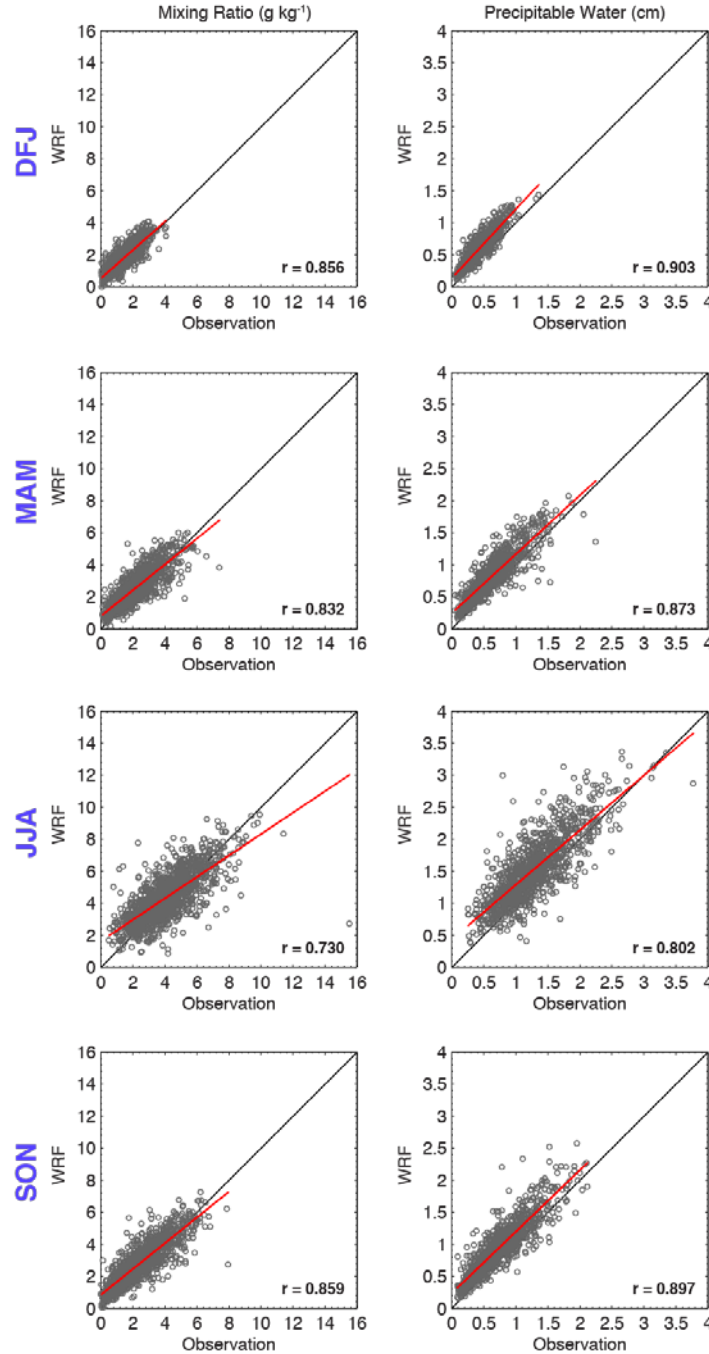 Mixing Ratio (g kg-1) Precipitable Water (cm)
DFJ
WRF
16
14
12
10
8
6
4
2
0
r = 0.856
0 2 4 6 8 10 12 14 16
Observation
WRF
4
3.5
3
2.5
2
1.5
1
0.5
0
r = 0.903
0 0.5 1 1.5 2 2.5 3 3.5 4
Observation
MAM
WRF
16
14
12
10
8
6
4
2
0
r = 0.832
0 2 4 6 8 10 12 14 16
Observation
WRF
4
3.5
3
2.5
2
1.5
1
0.5
0
r = 0.873
0 0.5 1 1.5 2 2.5 3 3.5 4
Observation
JJA
WRF
16
14
12
10
8
6
4
2
0
r = 0.730
0 2 4 6 8 10 12 14 16
Observation
WRF
4
3.5
3
2.5
2
1.5
1
0.5
0
r = 0.802
0 0.5 1 1.5 2 2.5 3 3.5 4
Observation
SON
WRF
16
14
12
10
8
6
4
2
0
r = 0.859
0 2 4 6 8 10 12 14 16
Observation
WRF
4
3.5
3
2.5
2
1.5
1
0.5
0
r = 0.897
0 0.5 1 1.5 2 2.5 3 3.5 4
Observation